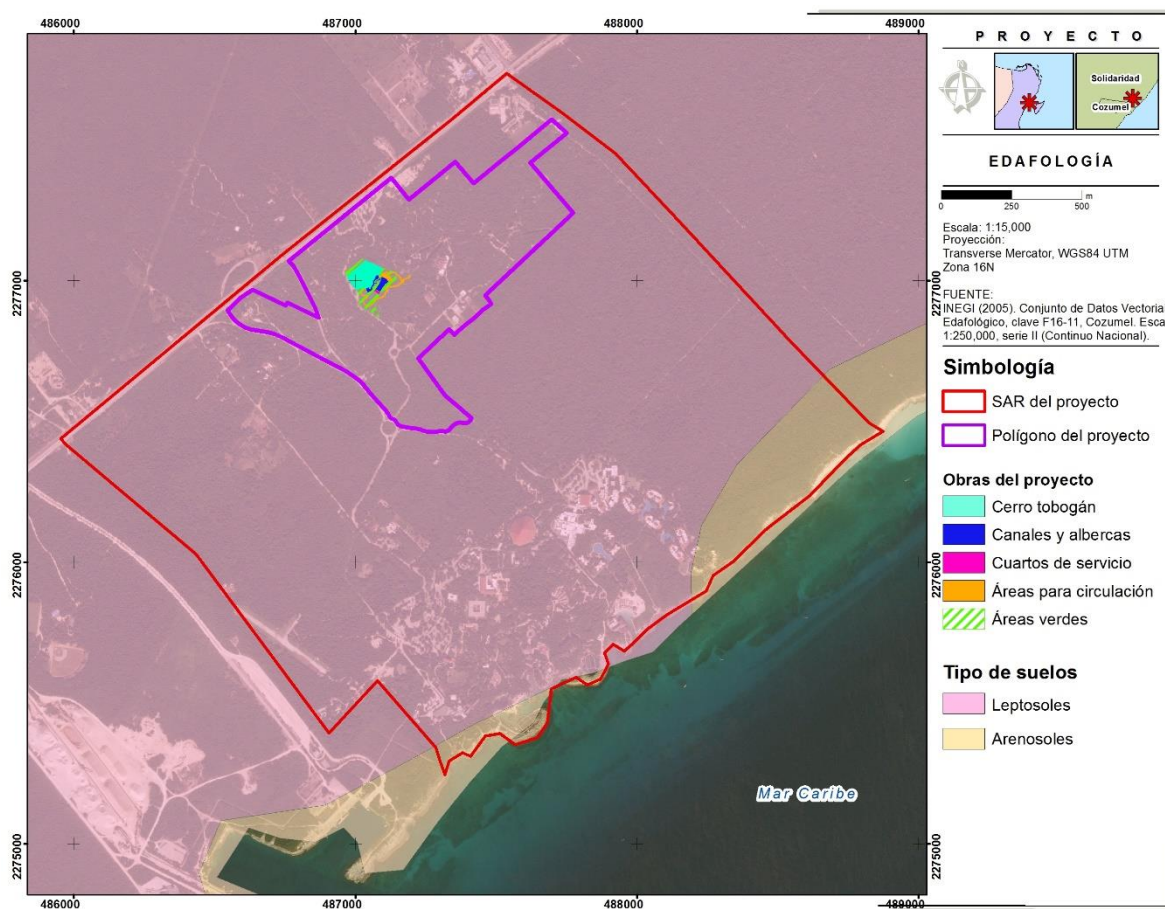 486000
487000
488000
489000
PROYECTO
Solidaridad
Cozumel
EDAFOLOGÍA
0 250 500 m
Escala: 1:15,000
Proyección:
Transverse Mercator, WGS84 UTM
Zona 16N
FUENTE:
INEGI (2005). Conjunto de Datos Vectoria
Edafológico, clave F16-11, Cozumel. Esca
1:250,000, serie II (Continuo Nacional).
Simbología
SAR del proyecto
Polígono del proyecto
Obras del proyecto
Cerro tobogán
Canales y albercas
Cuartos de servicio
Áreas para circulación
Áreas verdes
Tipo de suelos
Leptosoles
Arenosoles
2277000
2277000
2276000
2276000
Mar Caribe
2275000
2275000
486000
487000
488000
489000